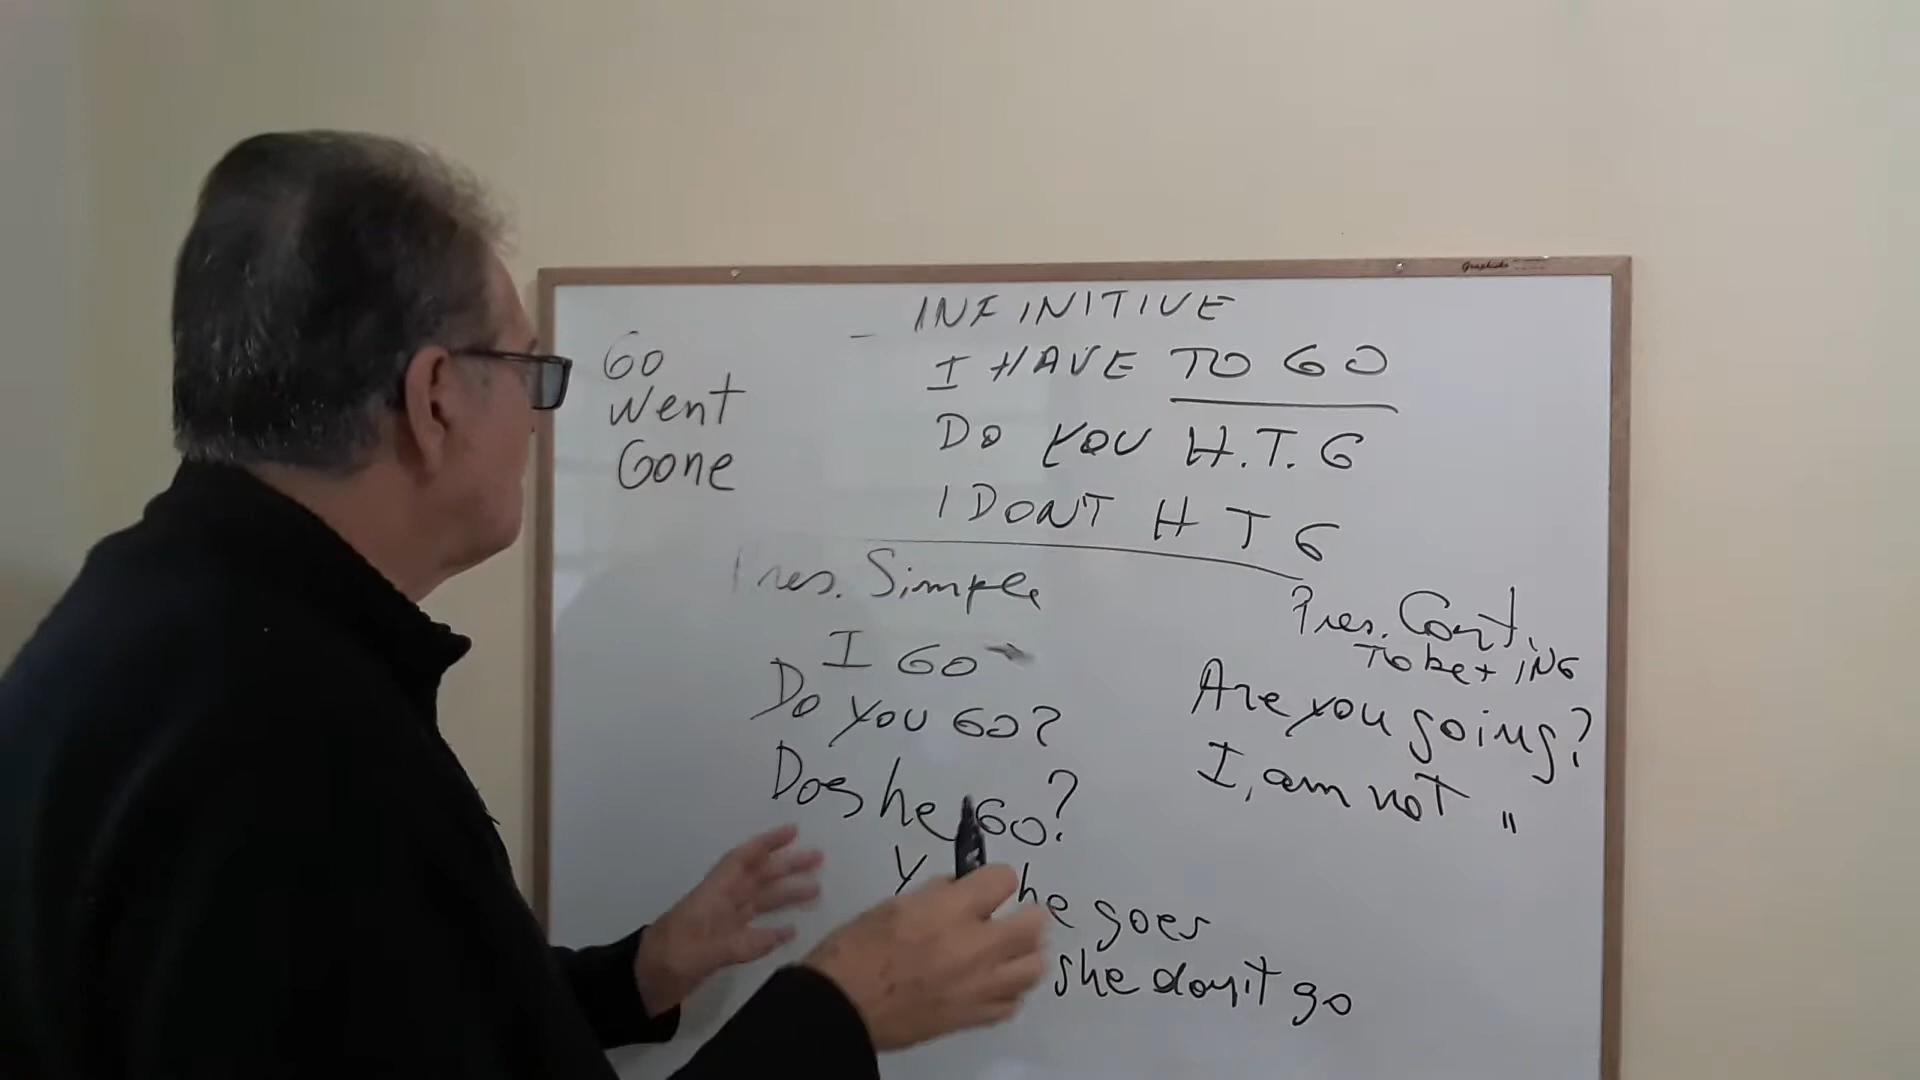 INFINITIVE
I HAVE TO GO
DO YOU H.T.G
I DONT H T G
Go
Went
Gone
Pres. Simple
I GO
Do you GO?
Does he GO?
he goes
she don't go
Pres. Cont.
To be + ING
Are you going?
I, am not "